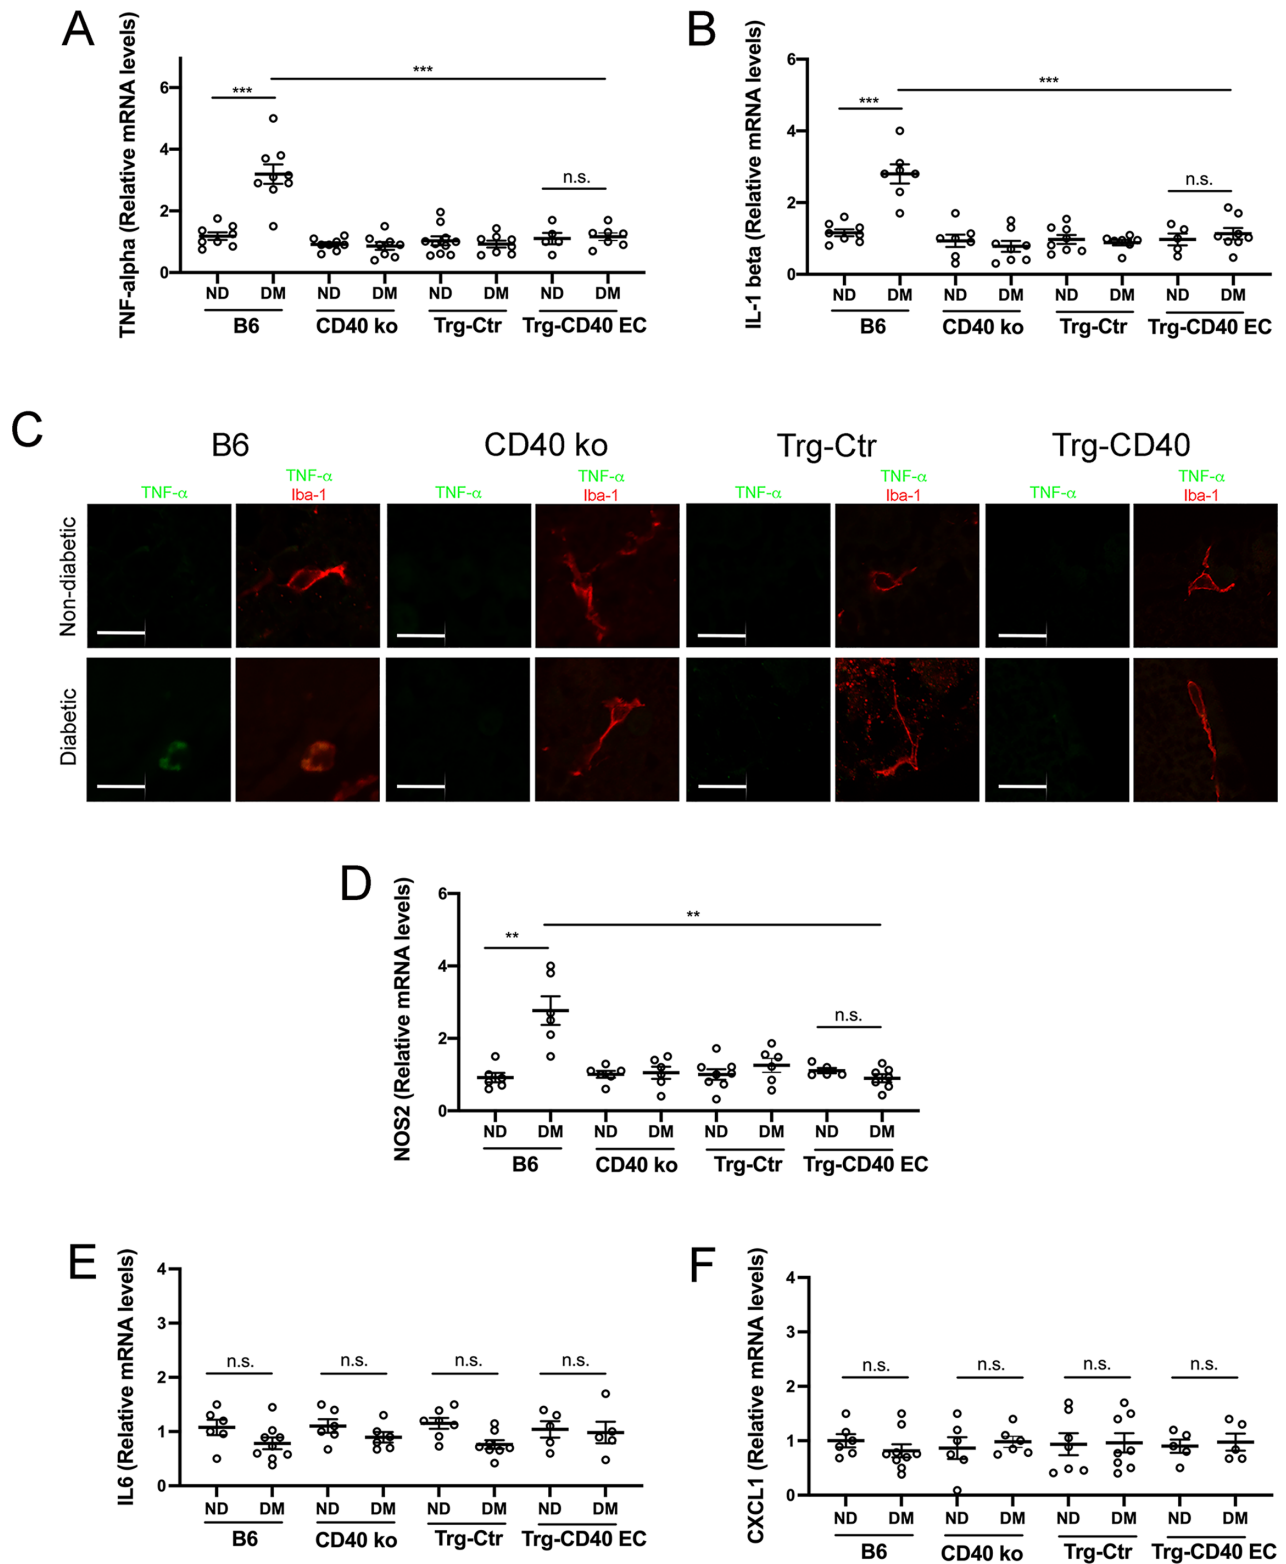 A
TNF-alpha (Relative mRNA levels)
6
4
2
0
***
***
n.s.
ND DM ND DM ND DM ND DM
B6 CD40 ko Trg-Ctr Trg-CD40 EC
B
IL-1 beta (Relative mRNA levels)
6
4
2
0
***
***
n.s.
ND DM ND DM ND DM ND DM
B6 CD40 ko Trg-Ctr Trg-CD40 EC
C
B6 CD40 ko Trg-Ctr Trg-CD40
TNF-α TNF-α TNF-α TNF-α
TNF-α Iba-1 TNF-α Iba-1 TNF-α Iba-1 TNF-α Iba-1
Non-diabetic
Diabetic
D
NOS2 (Relative mRNA levels)
6
4
2
0
**
**
n.s.
ND DM ND DM ND DM ND DM
B6 CD40 ko Trg-Ctr Trg-CD40 EC
E
IL6 (Relative mRNA levels)
4
3
2
1
0
n.s. n.s. n.s. n.s.
ND DM ND DM ND DM ND DM
B6 CD40 ko Trg-Ctr Trg-CD40 EC
F
CXCL1 (Relative mRNA levels)
4
3
2
1
0
n.s. n.s. n.s. n.s.
ND DM ND DM ND DM ND DM
B6 CD40 ko Trg-Ctr Trg-CD40 EC